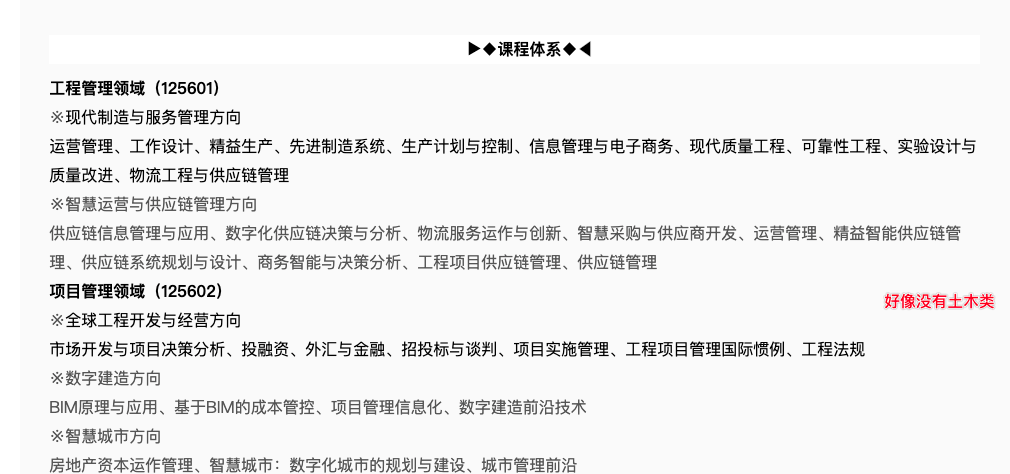 ▶◆课程体系◆◀
工程管理领域（125601）
※现代制造与服务管理方向
运营管理、工作设计、精益生产、先进制造系统、生产计划与控制、信息管理与电子商务、现代质量工程、可靠性工程、实验设计与
质量改进、物流工程与供应链管理
※智慧运营与供应链管理方向
供应链信息管理与应用、数字化供应链决策与分析、物流服务运作与创新、智慧采购与供应商开发、运营管理、精益智能供应链管
理、供应链系统规划与设计、商务智能与决策分析、工程项目供应链管理、供应链管理
项目管理领域（125602）
好像没有土木类
※全球工程开发与经营方向
市场开发与项目决策分析、投融资、外汇与金融、招投标与谈判、项目实施管理、工程项目管理国际惯例、工程法规
※数字建造方向
BIM原理与应用、基于BIM的成本管控、项目管理信息化、数字建造前沿技术
※智慧城市方向
房地产资本运作管理、智慧城市：数字化城市的规划与建设、城市管理前沿